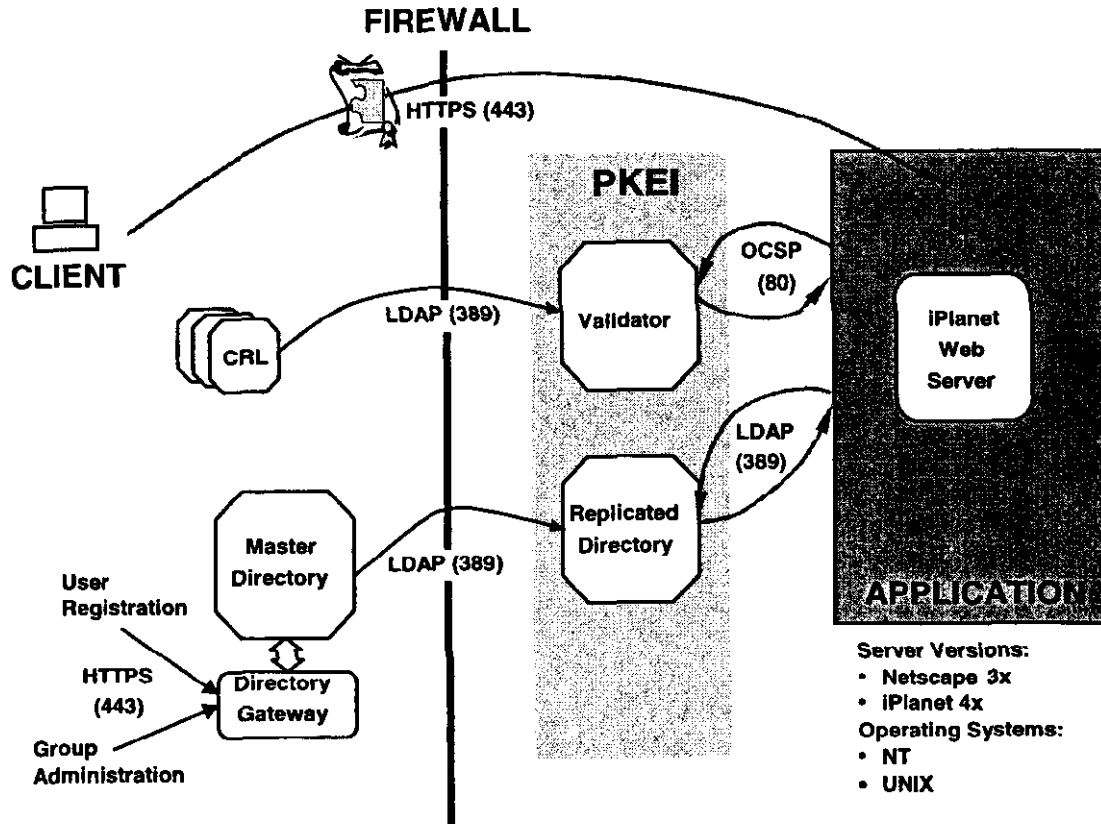 FIREWALL
HTTPS (443)
CLIENT
PKEI
OCSP
(80)
Validator
iPlanet
Web
Server
CRL
LDAP (389)
LDAP
(389)
Replicated
Directory
Master
Directory
LDAP (389)
APPLICATION
User
Registration
HTTPS
(443)
Directory
Gateway
Group
Administration
Server Versions:
• Netscape 3x
• iPlanet 4x
Operating Systems:
• NT
• UNIX